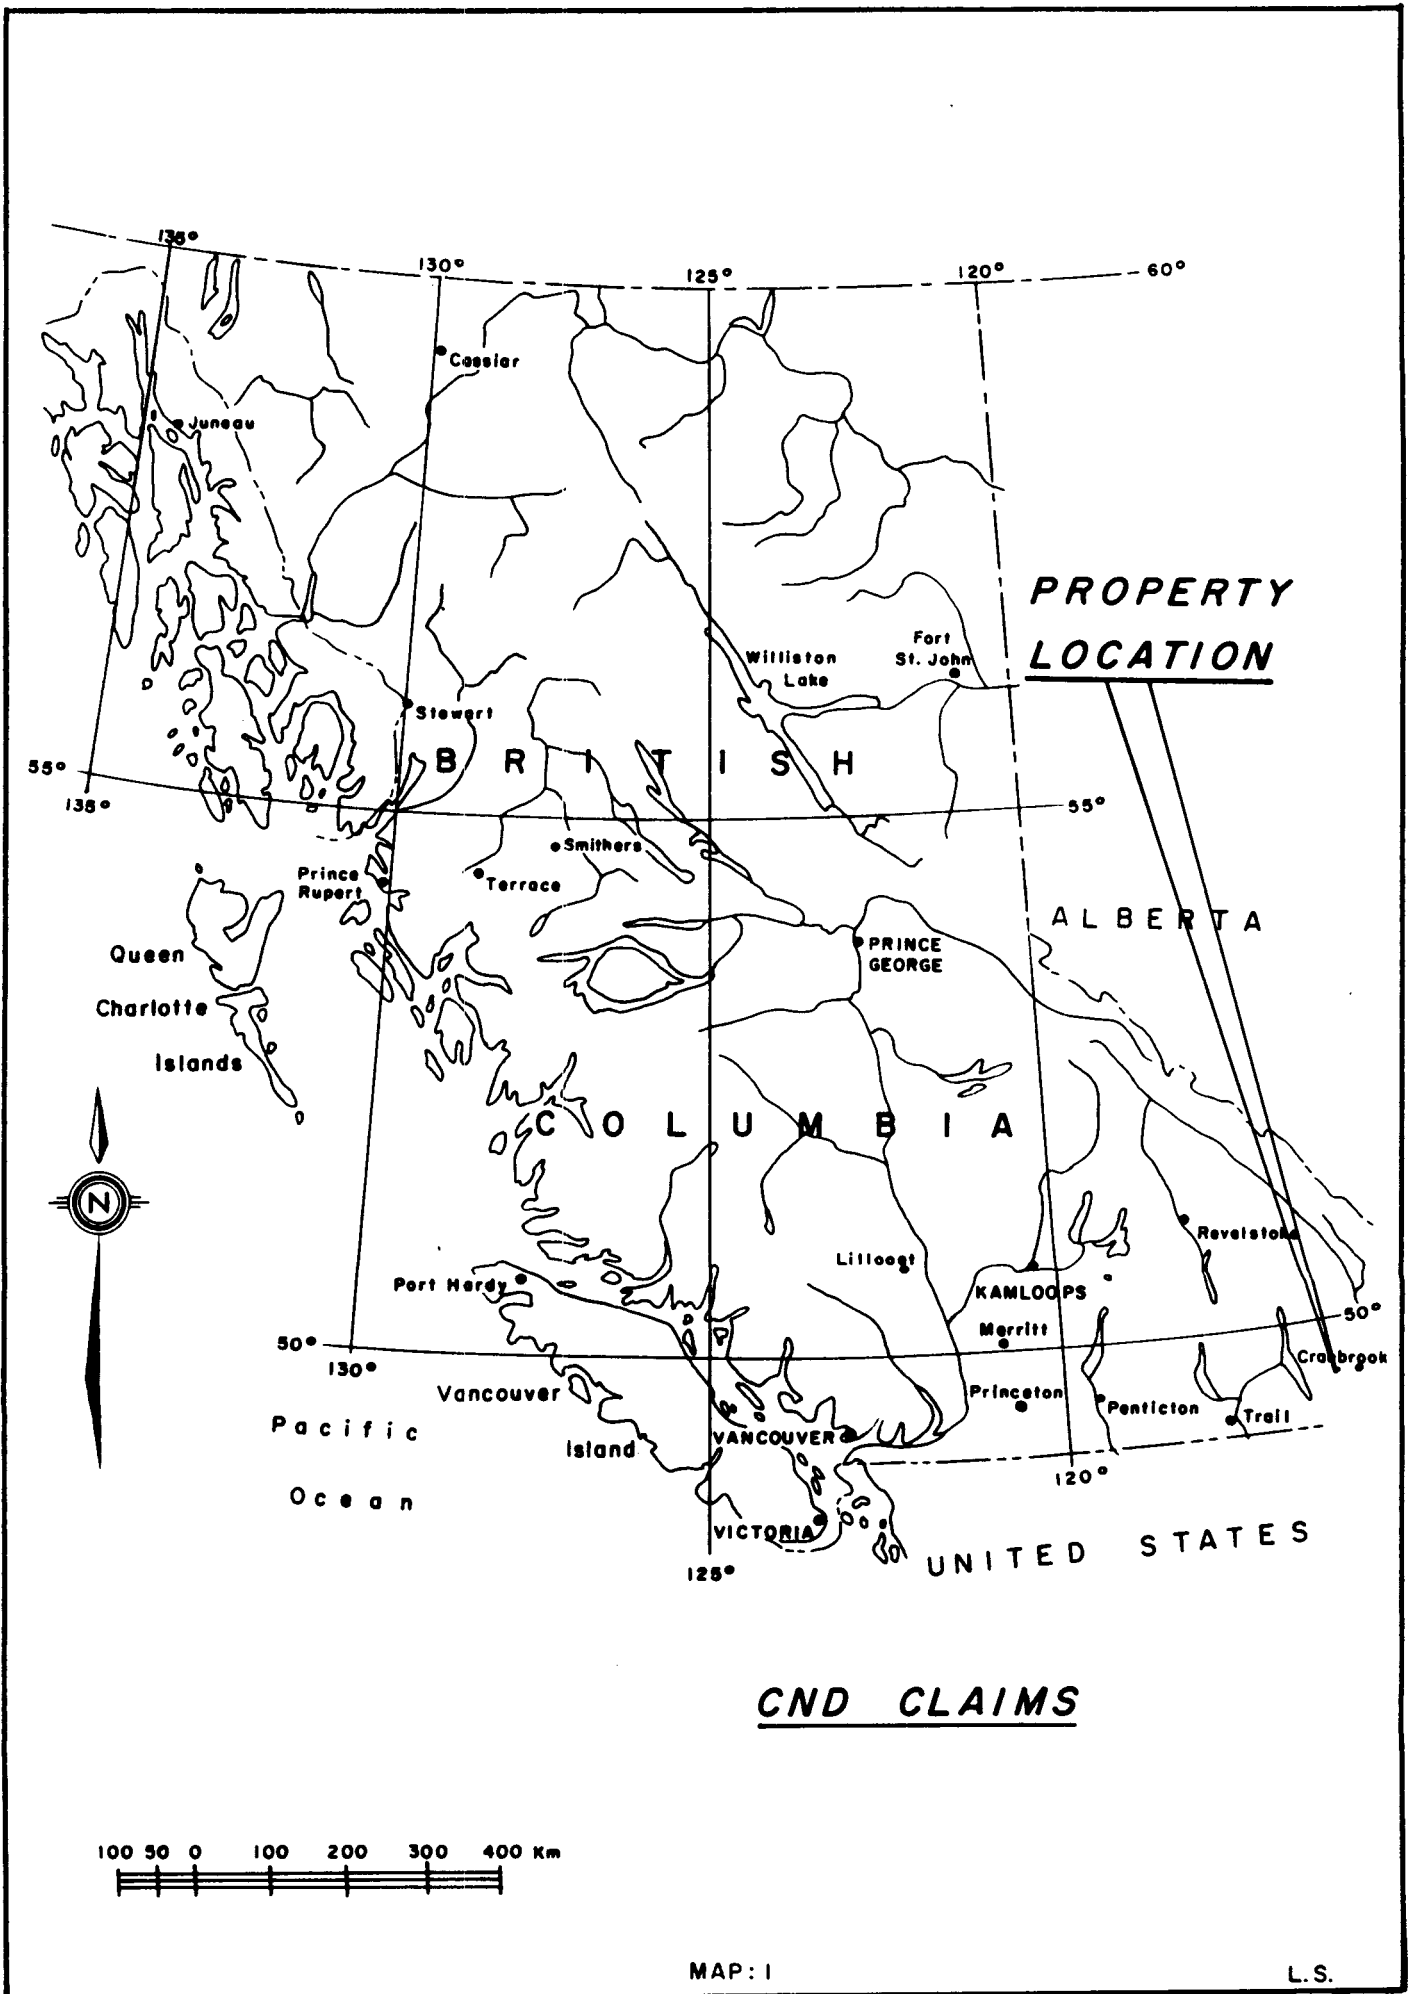 135°
130°
125°
120°
60°
Cassiar
Juneau
PROPERTY
LOCATION
Fort
St. John
Williston
Lake
Stewart
BRITISH
55°
135°
55°
Smithers
Terrace
Prince
Rupert
ALBERTA
PRINCE
GEORGE
Queen
Charlotte
Islands
COLUMBIA
N
Revelstoke
Lillooet
Port Hardy
KAMLOOPS
50°
Merritt
50°
130°
Cranbrook
Vancouver
Island
Princeton
Penticton
Trail
Pacific
Ocean
VANCOUVER
120°
VICTORIA
125°
UNITED STATES
CND CLAIMS
100 50 0 100 200 300 400 Km
MAP: 1
L.S.